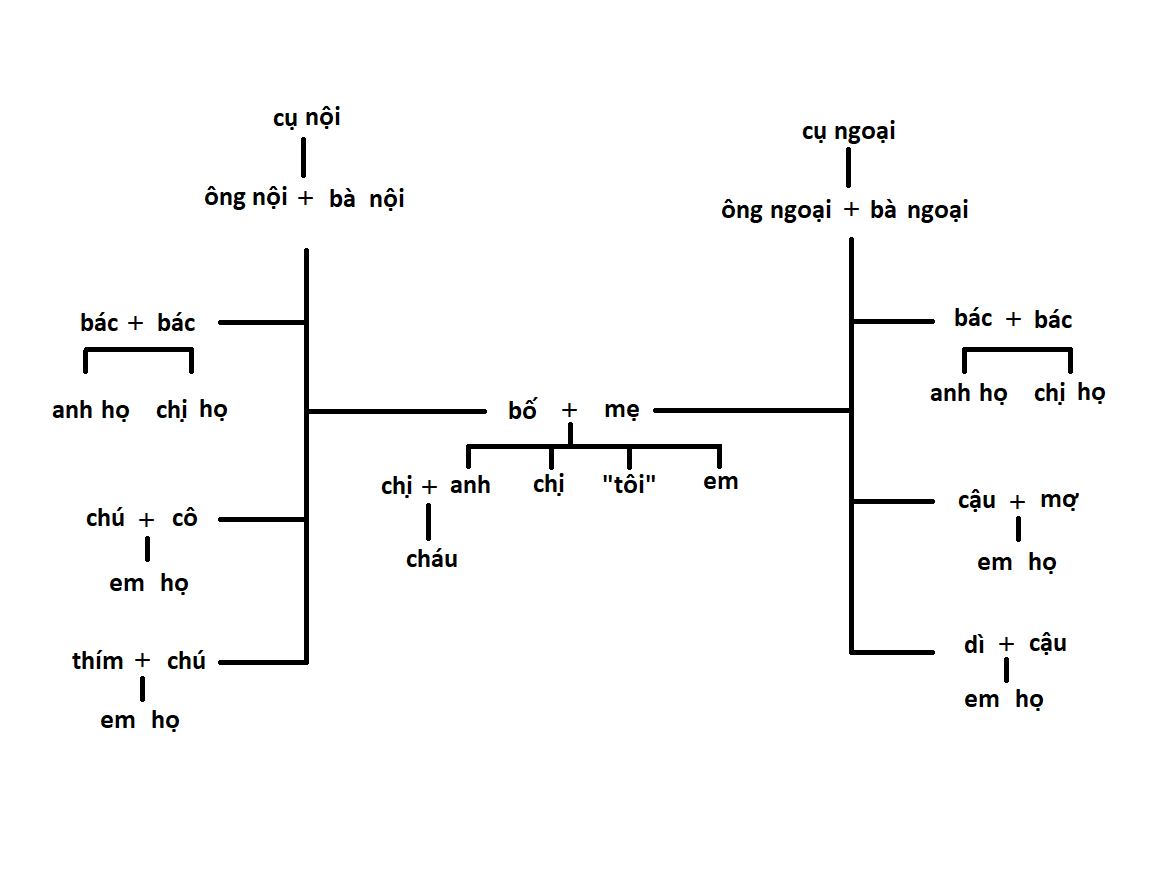 cụ nội
cụ ngoại
ông nội + bà nội
ông ngoại + bà ngoại
bác + bác
bác + bác
anh họ chị họ
anh họ chị họ
bố + mẹ
chị + anh chị "tôi" em
cháu
chú + cô
em họ
cậu + mợ
em họ
thím + chú
em họ
dì + cậu
em họ